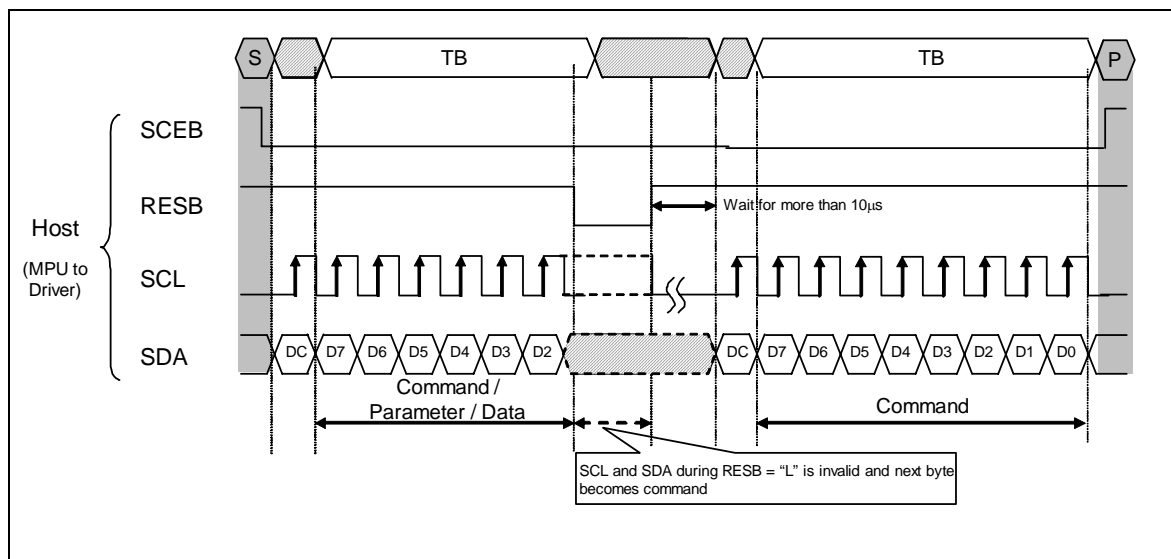 S TB TB P
SCEB
RESB
Wait for more than 10μs
Host
(MPU to
Driver)
SCL
SDA
DC D7 D6 D5 D4 D3 D2 DC D7 D6 D5 D4 D3 D2 D1 D0
Command /
Parameter / Data
Command
SCL and SDA during RESB = “L” is invalid and next byte
becomes command